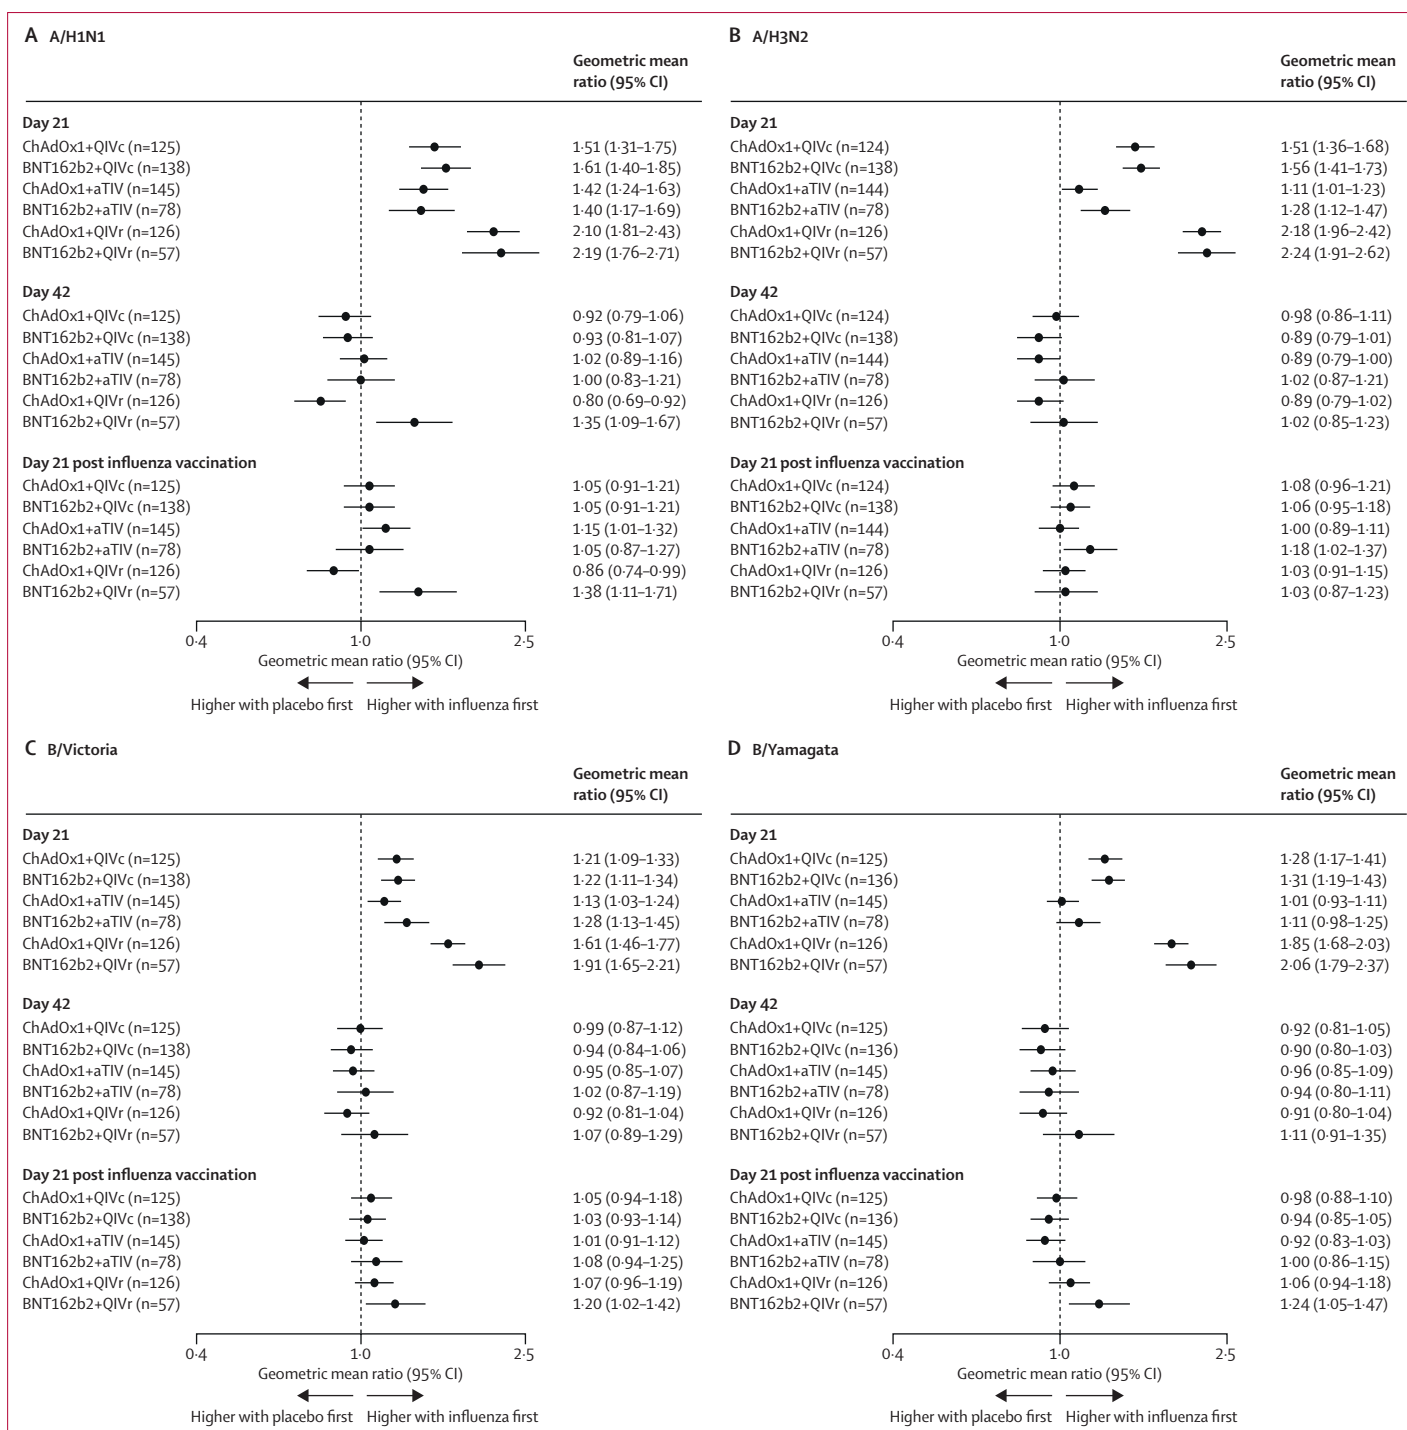 A A/H1N1
Geometric mean
ratio (95% CI)
Day 21
ChAdOx1+QIVc (n=125) 1·51 (1·31–1·75)
BNT162b2+QIVc (n=138) 1·61 (1·40–1·85)
ChAdOx1+aTIV (n=145) 1·42 (1·24–1·63)
BNT162b2+aTIV (n=78) 1·40 (1·17–1·69)
ChAdOx1+QIVr (n=126) 2·10 (1·81–2·43)
BNT162b2+QIVr (n=57) 2·19 (1·76–2·71)
Day 42
ChAdOx1+QIVc (n=125) 0·92 (0·79–1·06)
BNT162b2+QIVc (n=138) 0·93 (0·81–1·07)
ChAdOx1+aTIV (n=145) 1·02 (0·89–1·16)
BNT162b2+aTIV (n=78) 1·00 (0·83–1·21)
ChAdOx1+QIVr (n=126) 0·80 (0·69–0·92)
BNT162b2+QIVr (n=57) 1·35 (1·09–1·67)
Day 21 post influenza vaccination
ChAdOx1+QIVc (n=125) 1·05 (0·91–1·21)
BNT162b2+QIVc (n=138) 1·05 (0·91–1·21)
ChAdOx1+aTIV (n=145) 1·15 (1·01–1·32)
BNT162b2+aTIV (n=78) 1·05 (0·87–1·27)
ChAdOx1+QIVr (n=126) 0·86 (0·74–0·99)
BNT162b2+QIVr (n=57) 1·38 (1·11–1·71)
0·4 1·0 2·5
Geometric mean ratio (95% CI)
Higher with placebo first Higher with influenza first
B A/H3N2
Geometric mean
ratio (95% CI)
Day 21
ChAdOx1+QIVc (n=124) 1·51 (1·36–1·68)
BNT162b2+QIVc (n=138) 1·56 (1·41–1·73)
ChAdOx1+aTIV (n=144) 1·11 (1·01–1·23)
BNT162b2+aTIV (n=78) 1·28 (1·12–1·47)
ChAdOx1+QIVr (n=126) 2·18 (1·96–2·42)
BNT162b2+QIVr (n=57) 2·24 (1·91–2·62)
Day 42
ChAdOx1+QIVc (n=124) 0·98 (0·86–1·11)
BNT162b2+QIVc (n=138) 0·89 (0·79–1·01)
ChAdOx1+aTIV (n=144) 0·89 (0·79–1·00)
BNT162b2+aTIV (n=78) 1·02 (0·87–1·21)
ChAdOx1+QIVr (n=126) 0·89 (0·79–1·02)
BNT162b2+QIVr (n=57) 1·02 (0·85–1·23)
Day 21 post influenza vaccination
ChAdOx1+QIVc (n=124) 1·08 (0·96–1·21)
BNT162b2+QIVc (n=138) 1·06 (0·95–1·18)
ChAdOx1+aTIV (n=144) 1·00 (0·89–1·11)
BNT162b2+aTIV (n=78) 1·18 (1·02–1·37)
ChAdOx1+QIVr (n=126) 1·03 (0·91–1·15)
BNT162b2+QIVr (n=57) 1·03 (0·87–1·23)
0·4 1·0 2·5
Geometric mean ratio (95% CI)
Higher with placebo first Higher with influenza first
C B/Victoria
Geometric mean
ratio (95% CI)
Day 21
ChAdOx1+QIVc (n=125) 1·21 (1·09–1·33)
BNT162b2+QIVc (n=138) 1·22 (1·11–1·34)
ChAdOx1+aTIV (n=145) 1·13 (1·03–1·24)
BNT162b2+aTIV (n=78) 1·28 (1·13–1·45)
ChAdOx1+QIVr (n=126) 1·61 (1·46–1·77)
BNT162b2+QIVr (n=57) 1·91 (1·65–2·21)
Day 42
ChAdOx1+QIVc (n=125) 0·99 (0·87–1·12)
BNT162b2+QIVc (n=138) 0·94 (0·84–1·06)
ChAdOx1+aTIV (n=145) 0·95 (0·85–1·07)
BNT162b2+aTIV (n=78) 1·02 (0·87–1·19)
ChAdOx1+QIVr (n=126) 0·92 (0·81–1·04)
BNT162b2+QIVr (n=57) 1·07 (0·89–1·29)
Day 21 post influenza vaccination
ChAdOx1+QIVc (n=125) 1·05 (0·94–1·18)
BNT162b2+QIVc (n=138) 1·03 (0·93–1·14)
ChAdOx1+aTIV (n=145) 1·01 (0·91–1·12)
BNT162b2+aTIV (n=78) 1·08 (0·94–1·25)
ChAdOx1+QIVr (n=126) 1·07 (0·96–1·19)
BNT162b2+QIVr (n=57) 1·20 (1·02–1·42)
0·4 1·0 2·5
Geometric mean ratio (95% CI)
Higher with placebo first Higher with influenza first
D B/Yamagata
Geometric mean
ratio (95% CI)
Day 21
ChAdOx1+QIVc (n=125) 1·28 (1·17–1·41)
BNT162b2+QIVc (n=136) 1·31 (1·19–1·43)
ChAdOx1+aTIV (n=145) 1·01 (0·93–1·11)
BNT162b2+aTIV (n=78) 1·11 (0·98–1·25)
ChAdOx1+QIVr (n=126) 1·85 (1·68–2·03)
BNT162b2+QIVr (n=57) 2·06 (1·79–2·37)
Day 42
ChAdOx1+QIVc (n=125) 0·92 (0·81–1·05)
BNT162b2+QIVc (n=136) 0·90 (0·80–1·03)
ChAdOx1+aTIV (n=145) 0·96 (0·85–1·09)
BNT162b2+aTIV (n=78) 0·94 (0·80–1·11)
ChAdOx1+QIVr (n=126) 0·91 (0·80–1·04)
BNT162b2+QIVr (n=57) 1·11 (0·91–1·35)
Day 21 post influenza vaccination
ChAdOx1+QIVc (n=125) 0·98 (0·88–1·10)
BNT162b2+QIVc (n=136) 0·94 (0·85–1·05)
ChAdOx1+aTIV (n=145) 0·92 (0·83–1·03)
BNT162b2+aTIV (n=78) 1·00 (0·86–1·15)
ChAdOx1+QIVr (n=126) 1·06 (0·94–1·18)
BNT162b2+QIVr (n=57) 1·24 (1·05–1·47)
0·4 1·0 2·5
Geometric mean ratio (95% CI)
Higher with placebo first Higher with influenza first